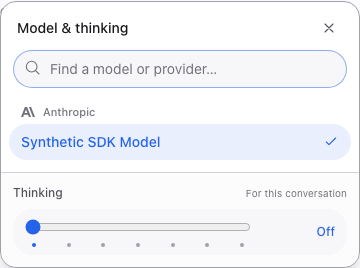 Model & thinking
Find a model or provider...
Anthropic
Synthetic SDK Model
Thinking
For this conversation
Off